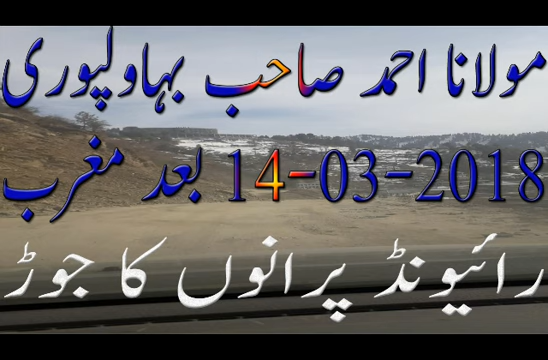 مولانا احمد صاحب بہاولپوری
14-03-2018 بعد مغرب
رائیونڈ پرانوں کا جوڑ